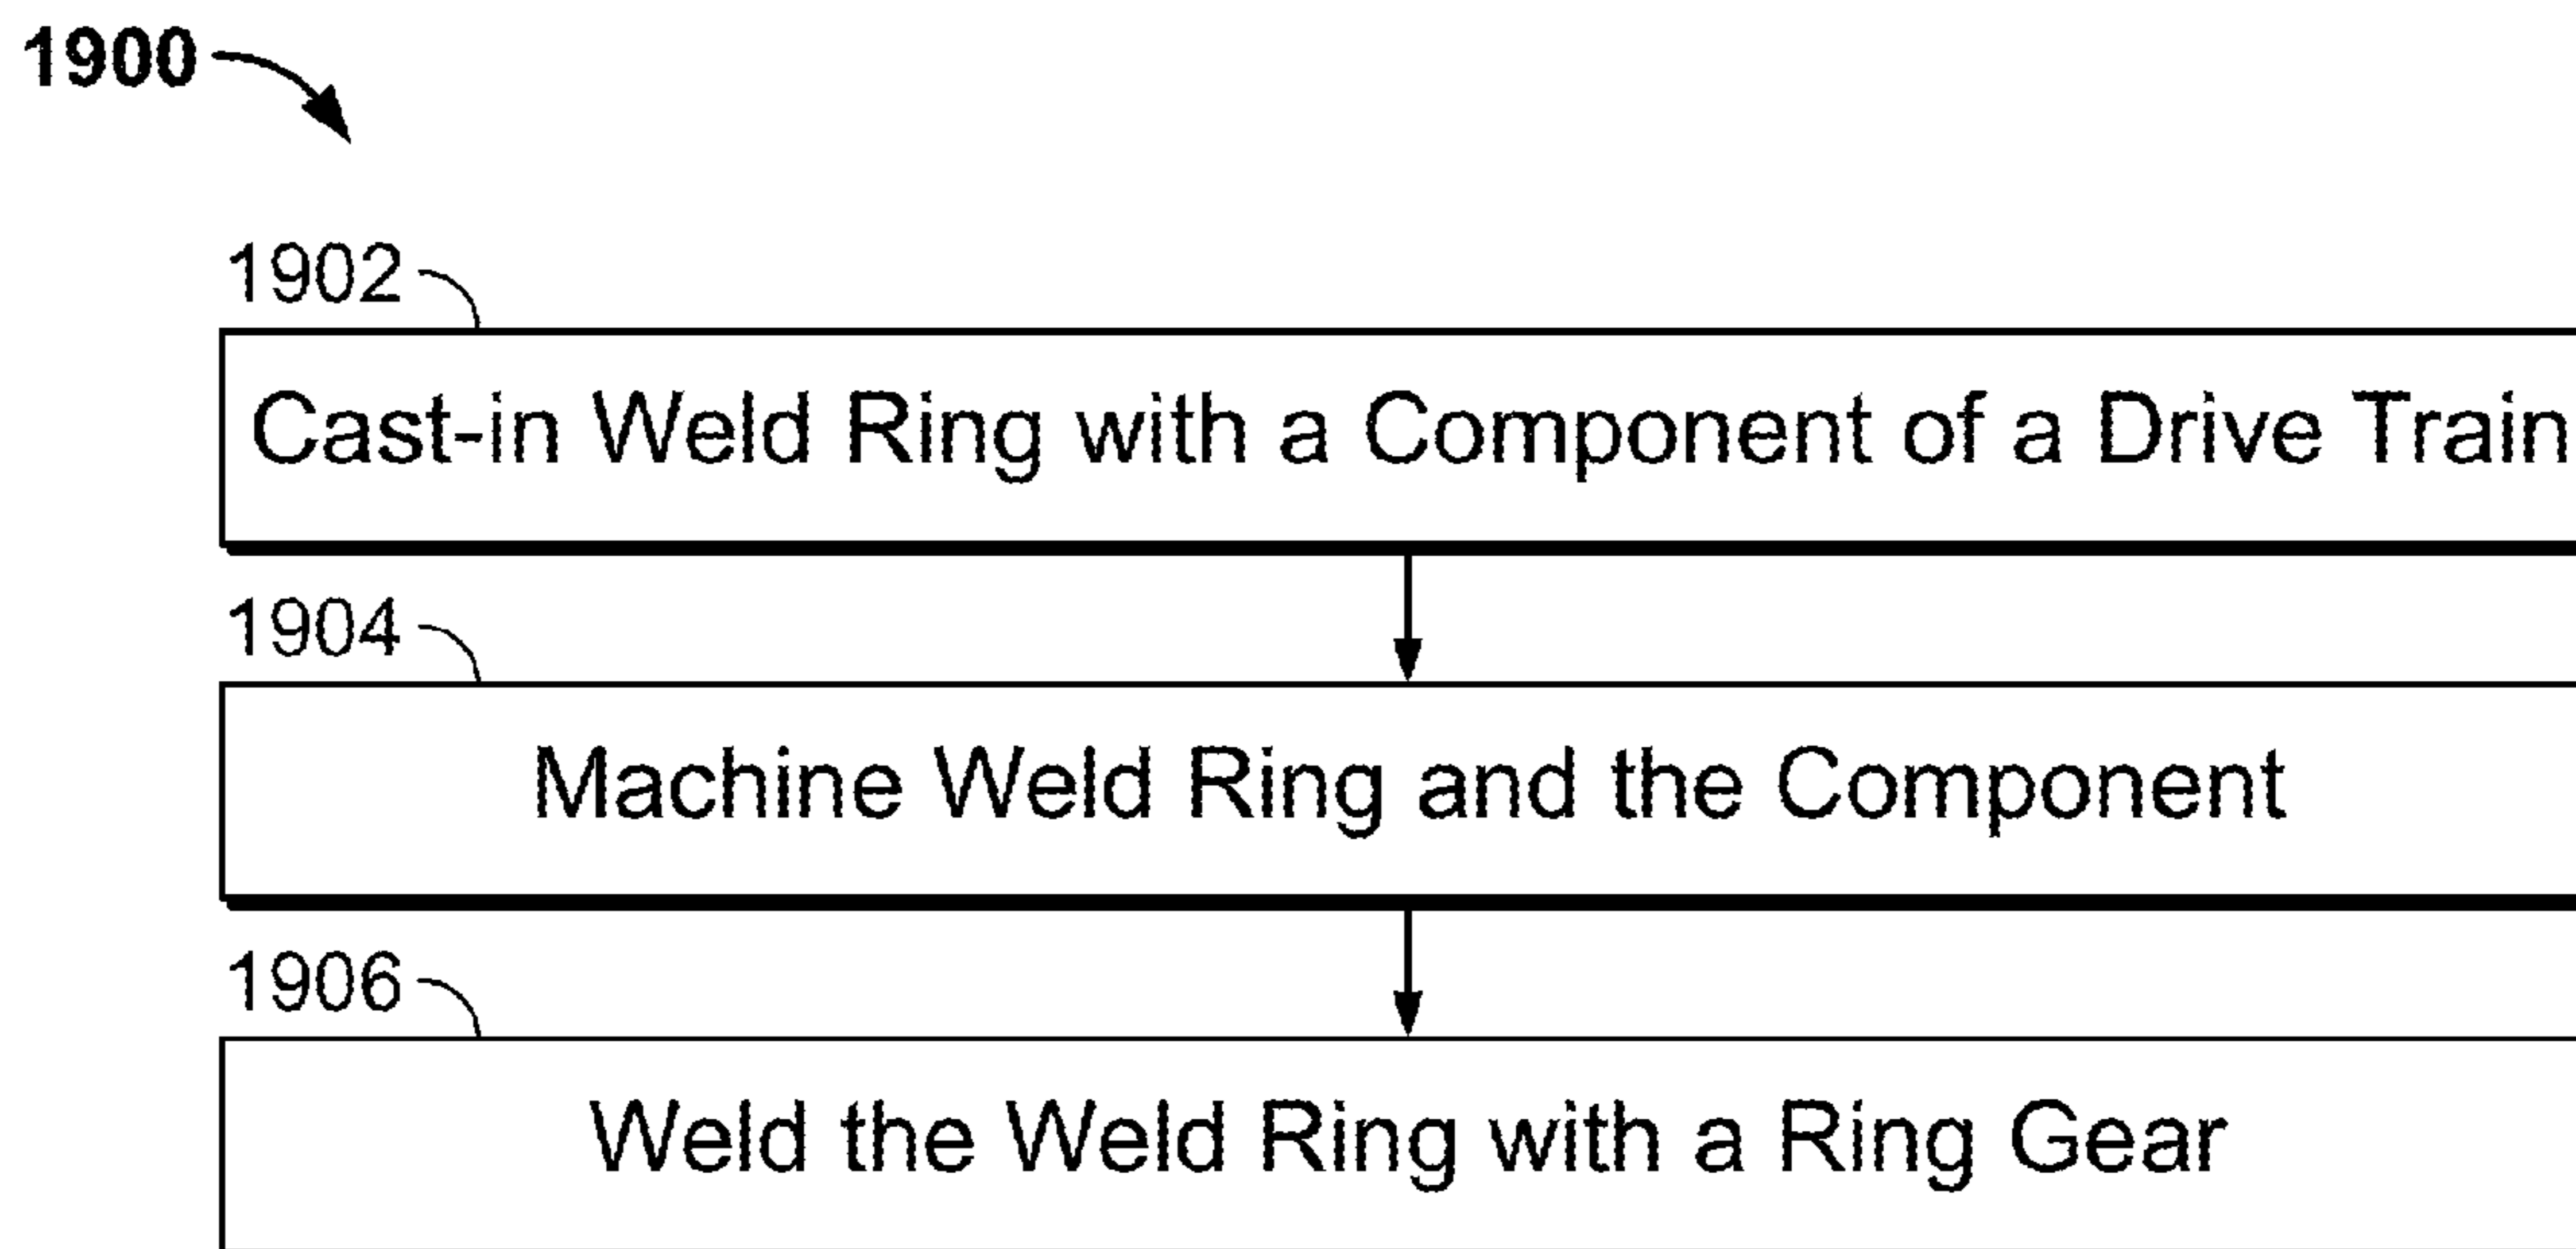 1900
1902
Cast-in Weld Ring with a Component of a Drive Train
1904
Machine Weld Ring and the Component
1906
Weld the Weld Ring with a Ring Gear